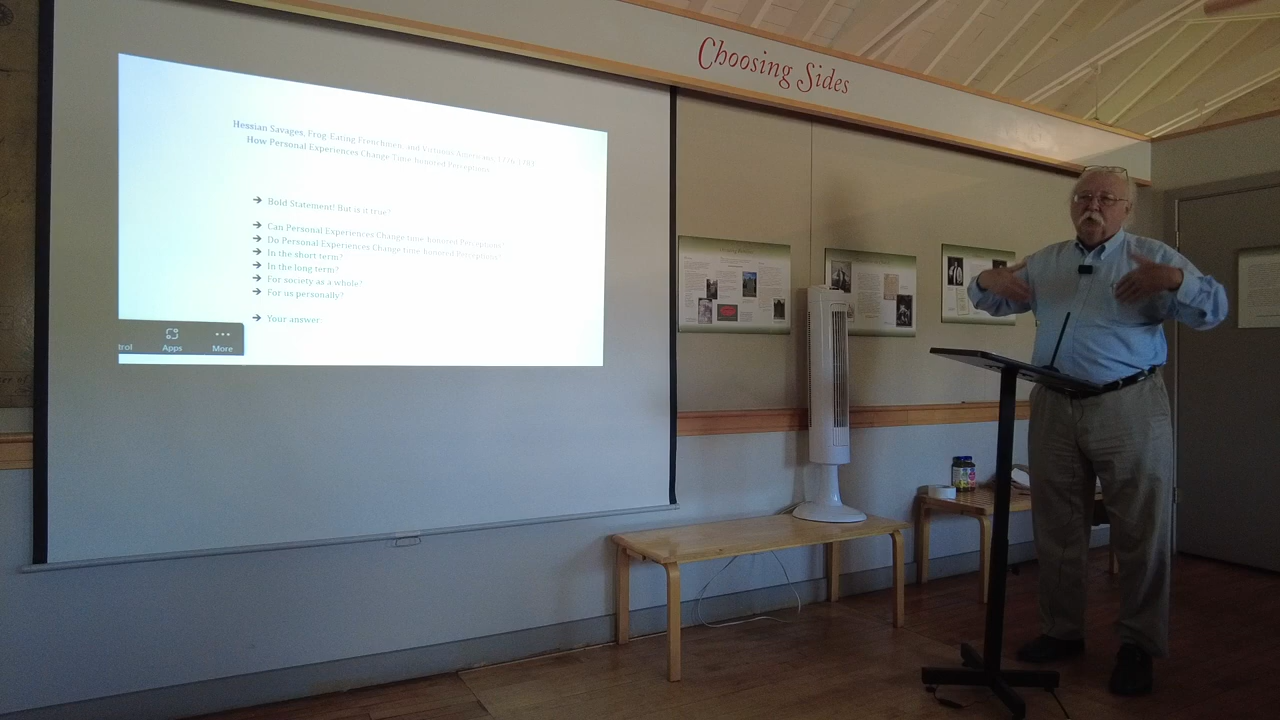 Choosing Sides
Hessian Savages, Frog-Eating Frenchmen, and Virtuous Americans, 1776-1783
How Personal Experiences Change Time-honored Perceptions
➔ Bold Statement! But is it true?
➔ Can Personal Experiences Change time-honored Perceptions?
➔ Do Personal Experiences Change time-honored Perceptions?
➔ In the short term?
➔ In the long term?
➔ For society as a whole?
➔ For us personally?
➔ Your answer:
trol Apps More